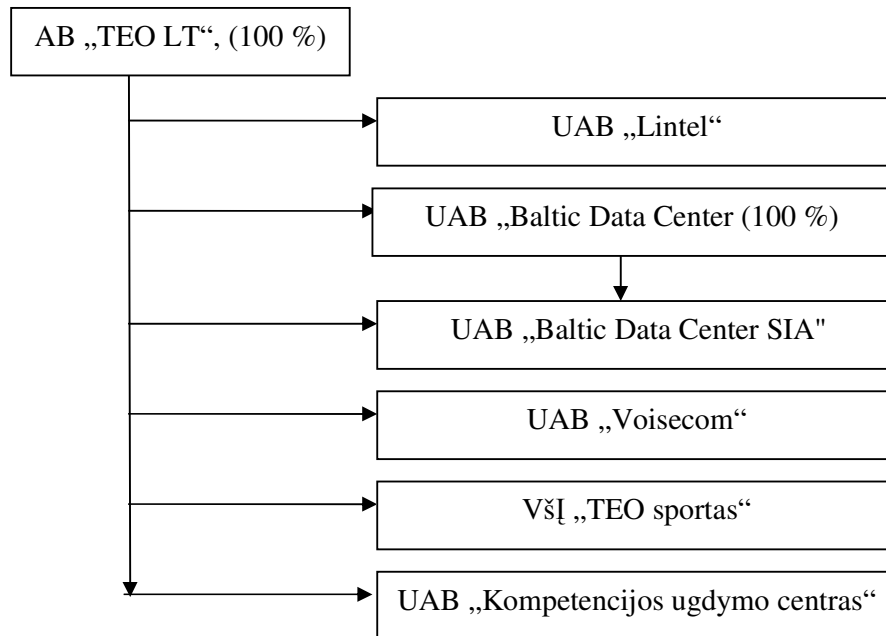 AB „TEO LT“, (100 %)
UAB „Lintel“
UAB „Baltic Data Center (100 %)
UAB „Baltic Data Center SIA"
UAB „Voisecom“
VšĮ „TEO sportas“
UAB „Kompetencijos ugdymo centras“